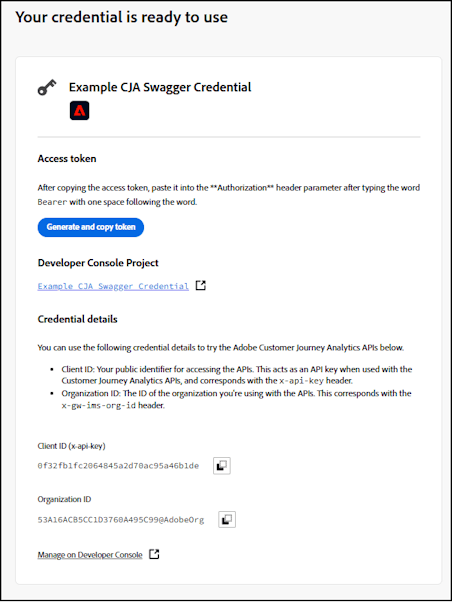 Your credential is ready to use
Example CJA Swagger Credential
Access token
After copying the access token, paste it into the **Authorization** header parameter after typing the word
Bearer with one space following the word.
Generate and copy token
Developer Console Project
Example CJA Swagger Credential
Credential details
You can use the following credential details to try the Adobe Customer Journey Analytics APIs below.
• Client ID: Your public identifier for accessing the APIs. This acts as an API key when used with the
Customer Journey Analytics APIs, and corresponds with the x-api-key header.
• Organization ID: The ID of the organization you're using with the APIs. This corresponds with the
x-gw-ims-org-id header.
Client ID (x-api-key)
0f32fb1fc2064845a2d70ac95a46b1de
Organization ID
53A16ACB5CC1D3760A495C99@AdobeOrg
Manage on Developer Console